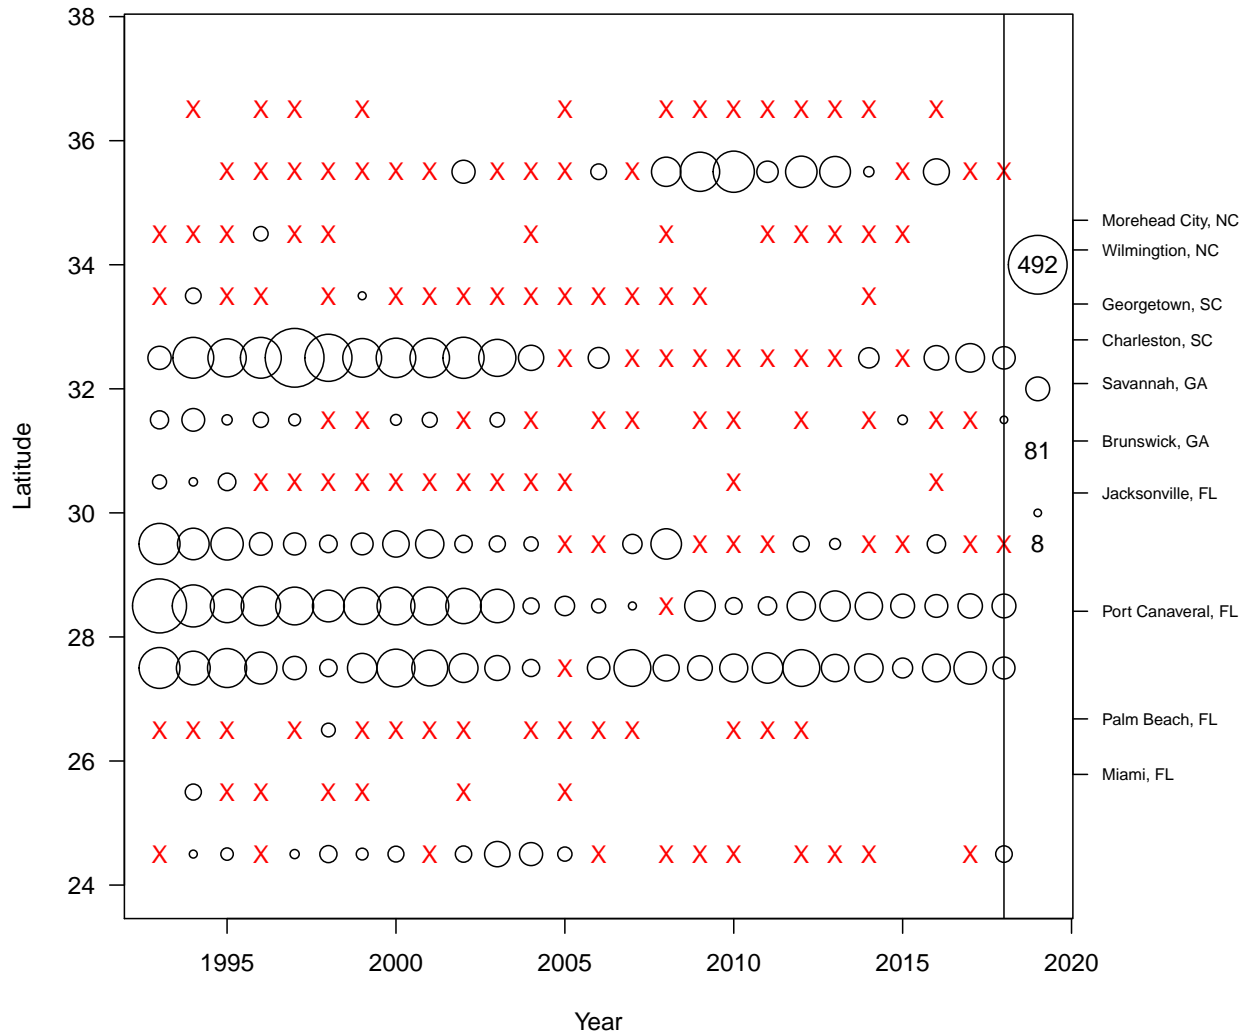 38
36
34
32
30
28
26
24
Latitude
X X X X X X X X X X X X X
X X X X X X X X X X X X X X
X X X X X X X X X X X X X
X X X X X X X X X X X X X X X
X X X X X X X X X
X X X X X X X X X X X X X
X X X X X X X X X X X X
X X X X X X X X X
X
X
X X X X X X X X X X X X X X X
X X X X X X
X X X X X X X X X X X
492
81
8
Morehead City, NC
Wilmington, NC
Georgetown, SC
Charleston, SC
Savannah, GA
Brunswick, GA
Jacksonville, FL
Port Canaveral, FL
Palm Beach, FL
Miami, FL
1995 2000 2005 2010 2015 2020
Year